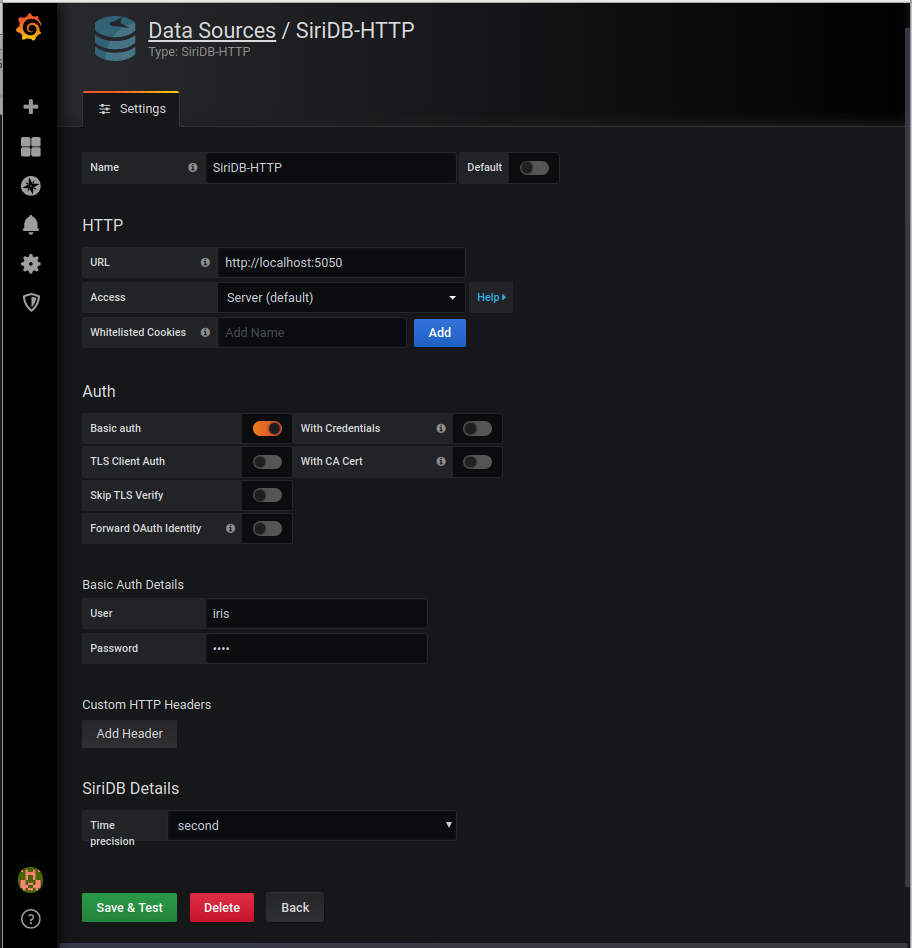 Data Sources / SiriDB-HTTP
Type: SiriDB-HTTP
Settings
Name SiriDB-HTTP Default
HTTP
URL http://localhost:5050
Access Server (default) Help
Whitelisted Cookies Add Name Add
Auth
Basic auth With Credentials
TLS Client Auth With CA Cert
Skip TLS Verify
Forward OAuth Identity
Basic Auth Details
User iris
Password ••••
Custom HTTP Headers
Add Header
SiriDB Details
Time precision second
Save & Test Delete Back